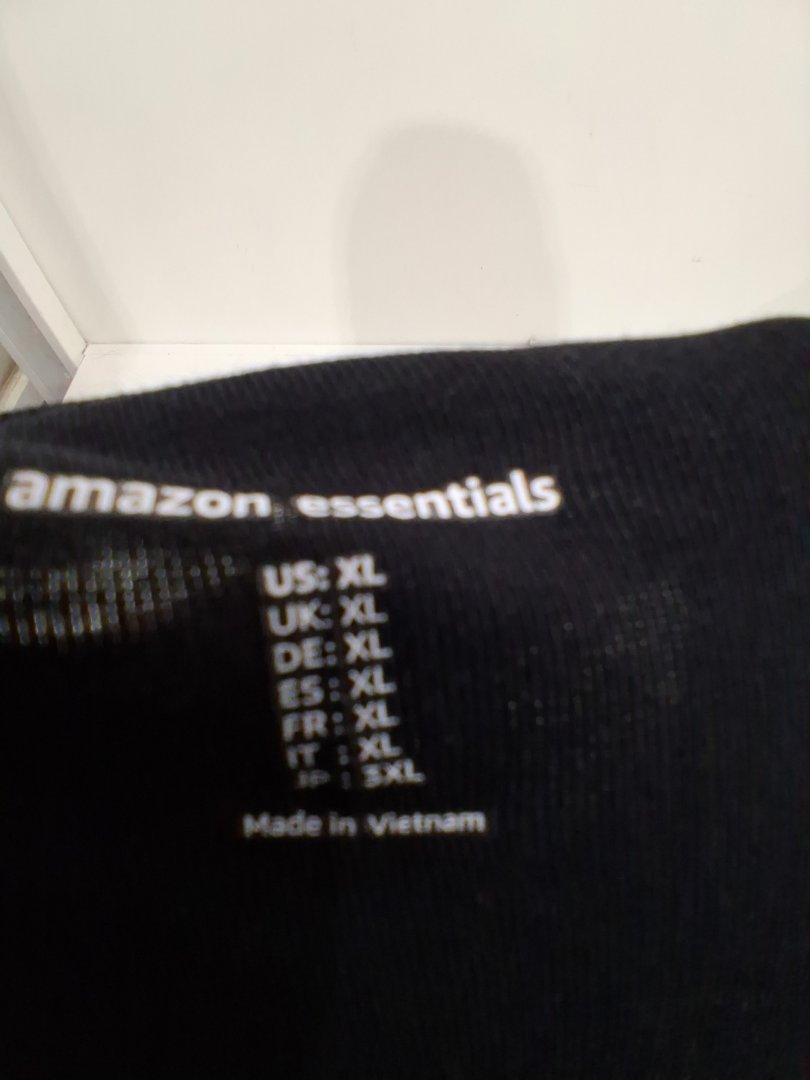 amazon essentials
US: XL
UK: XL
DE: XL
ES : XL
FR : XL
IT : XL
JP : 3XL
Made in Vietnam